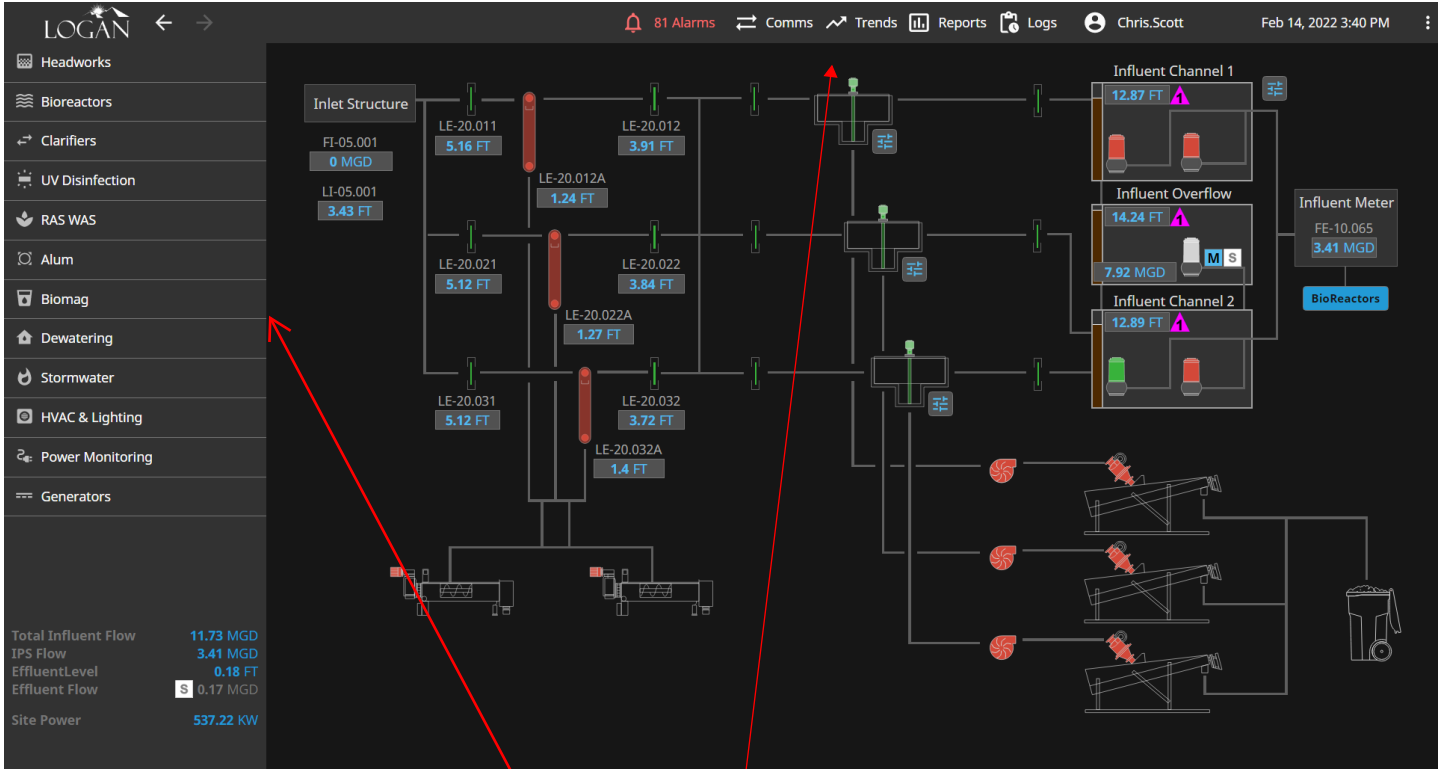 LOGAN
81 Alarms
Comms
Trends
Reports
Logs
Chris.Scott
Feb 14, 2022 3:40 PM
Headworks
Bioreactors
Clarifiers
UV Disinfection
RAS WAS
Alum
Biomag
Dewatering
Stormwater
HVAC & Lighting
Power Monitoring
Generators
Total Influent Flow 11.73 MGD
IPS Flow 3.41 MGD
EffluentLevel 0.18 FT
Effluent Flow S 0.17 MGD
Site Power 537.22 KW
Inlet Structure
FI-05.001
0 MGD
LI-05.001
3.43 FT
LE-20.011
5.16 FT
LE-20.012
3.91 FT
LE-20.012A
1.24 FT
LE-20.021
5.12 FT
LE-20.022
3.84 FT
LE-20.022A
1.27 FT
LE-20.031
5.12 FT
LE-20.032
3.72 FT
LE-20.032A
1.4 FT
Influent Channel 1
12.87 FT 1
Influent Overflow
14.24 FT 1
M S
7.92 MGD
Influent Channel 2
12.89 FT 1
Influent Meter
FE-10.065
3.41 MGD
BioReactors